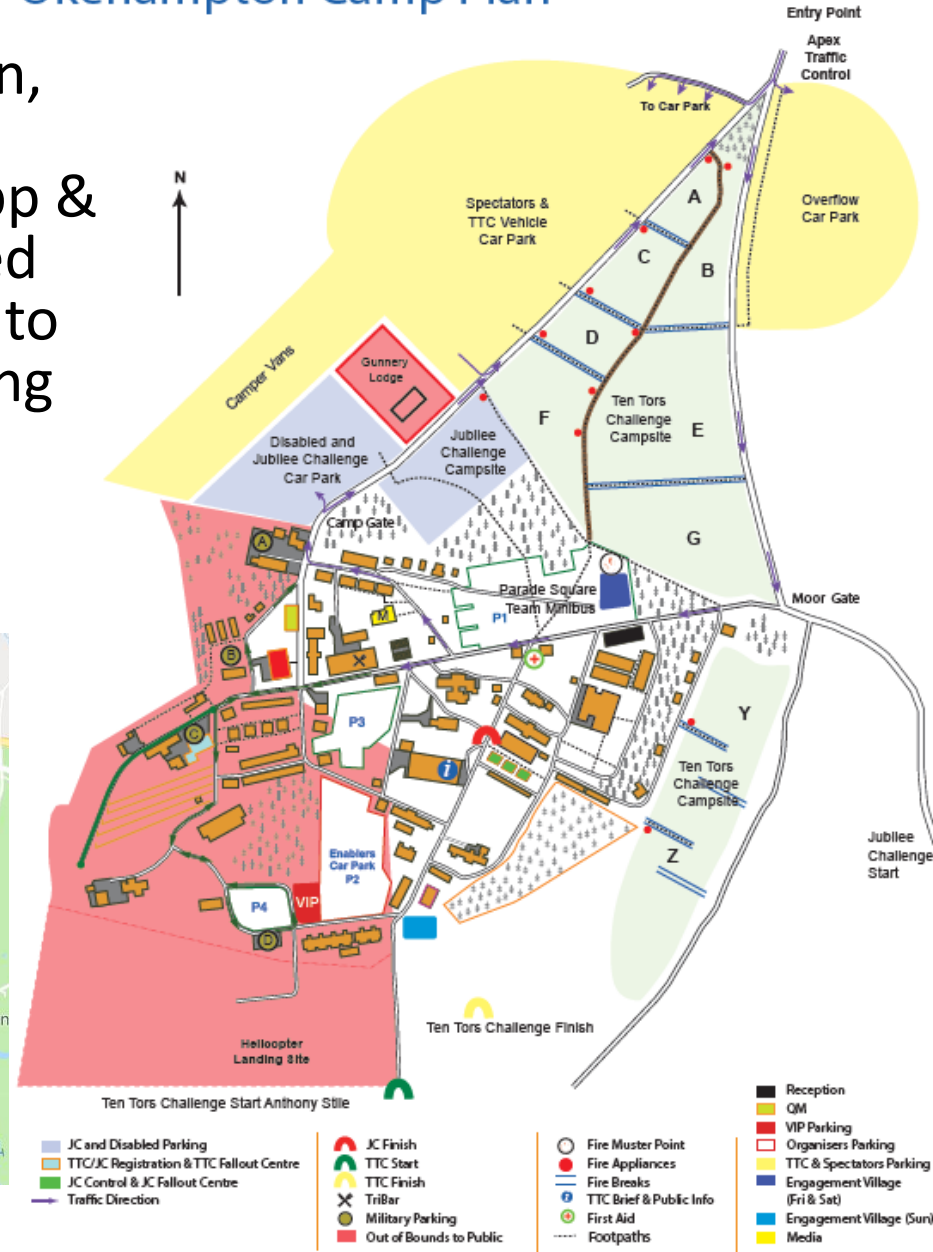 Okehampton Camp Plan
n,
op &
ed
to
ng
Entry Point
Apex
Traffic
Control
To Car Park
N
Spectators &
TTC Vehicle
Car Park
Overflow
Car Park
A
B
C
D
E
F
G
Ten Tors
Challenge
Campsite
Camper Vans
Gunnery
Lodge
Disabled and
Jubilee Challenge
Car Park
Jubilee
Challenge
Campsite
Camp Gate
Parade Square
Team Minibus
P1
Moor Gate
A
M
B
C
P3
i
Y
Ten Tors
Challenge
Campsite
Z
Jubilee
Challenge
Start
Enablers
Car Park
P2
P4
VIP
D
n
Ten Tors Challenge Finish
Helicopter
Landing Site
Ten Tors Challenge Start Anthony Stile
JC and Disabled Parking
TTC/JC Registration & TTC Fallout Centre
JC Control & JC Fallout Centre
Traffic Direction
JC Finish
TTC Start
TTC Finish
TriBar
Military Parking
Out of Bounds to Public
Fire Muster Point
Fire Appliances
Fire Breaks
TTC Brief & Public Info
First Aid
Footpaths
Reception
QM
VIP Parking
Organisers Parking
TTC & Spectators Parking
Engagement Village
(Fri & Sat)
Engagement Village (Sun)
Media